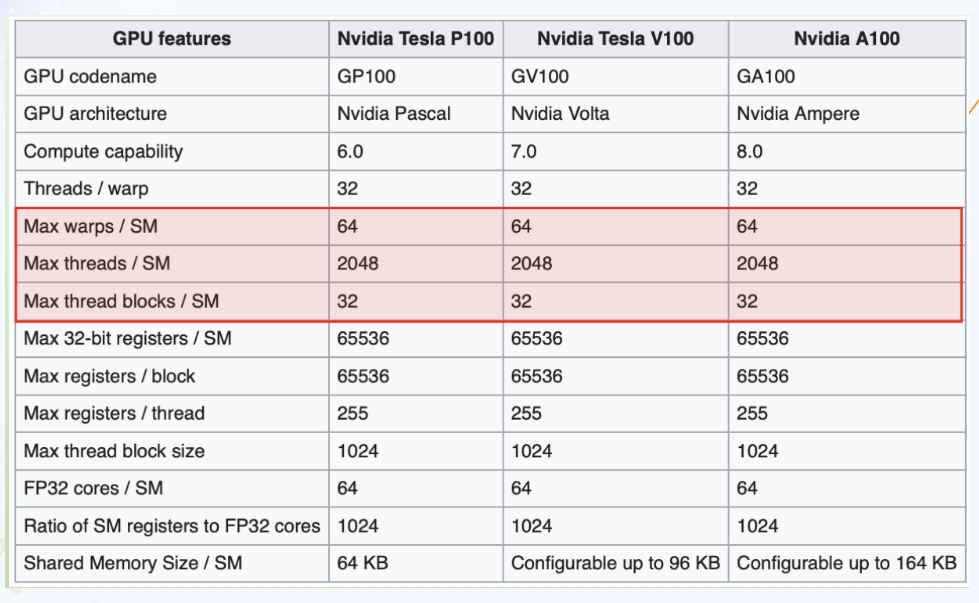 GPU features Nvidia Tesla P100 Nvidia Tesla V100 Nvidia A100
GPU codename GP100 GV100 GA100
GPU architecture Nvidia Pascal Nvidia Volta Nvidia Ampere
Compute capability 6.0 7.0 8.0
Threads / warp 32 32 32
Max warps / SM 64 64 64
Max threads / SM 2048 2048 2048
Max thread blocks / SM 32 32 32
Max 32-bit registers / SM 65536 65536 65536
Max registers / block 65536 65536 65536
Max registers / thread 255 255 255
Max thread block size 1024 1024 1024
FP32 cores / SM 64 64 64
Ratio of SM registers to FP32 cores 1024 1024 1024
Shared Memory Size / SM 64 KB Configurable up to 96 KB Configurable up to 164 KB